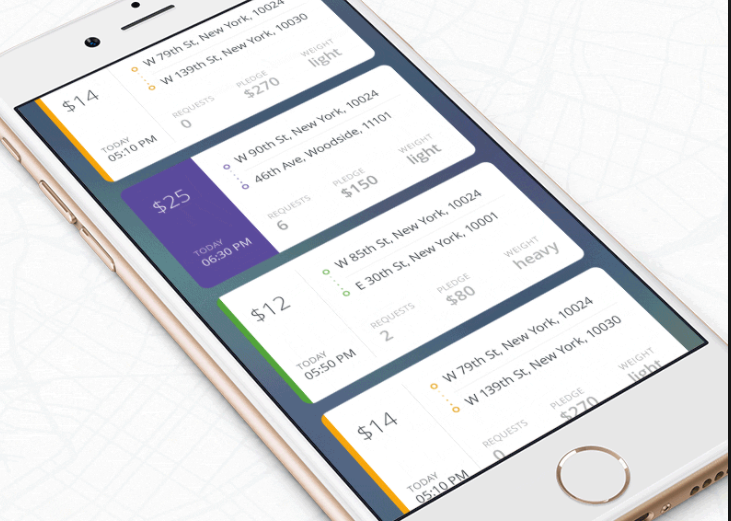 $14
TODAY
05:10 PM
W 79th St, New York, 10024
W 139th St, New York, 10030
REQUESTS
0
PLEDGE
$270
WEIGHT
light
$25
TODAY
06:30 PM
W 90th St, New York, 10024
46th Ave, Woodside, 11101
REQUESTS
6
PLEDGE
$150
WEIGHT
light
$12
TODAY
05:50 PM
W 85th St, New York, 10024
E 30th St, New York, 10001
REQUESTS
2
PLEDGE
$80
WEIGHT
heavy
$14
TODAY
05:10 PM
W 79th St, New York, 10024
W 139th St, New York, 10030
REQUESTS
0
PLEDGE
$270
WEIGHT
light